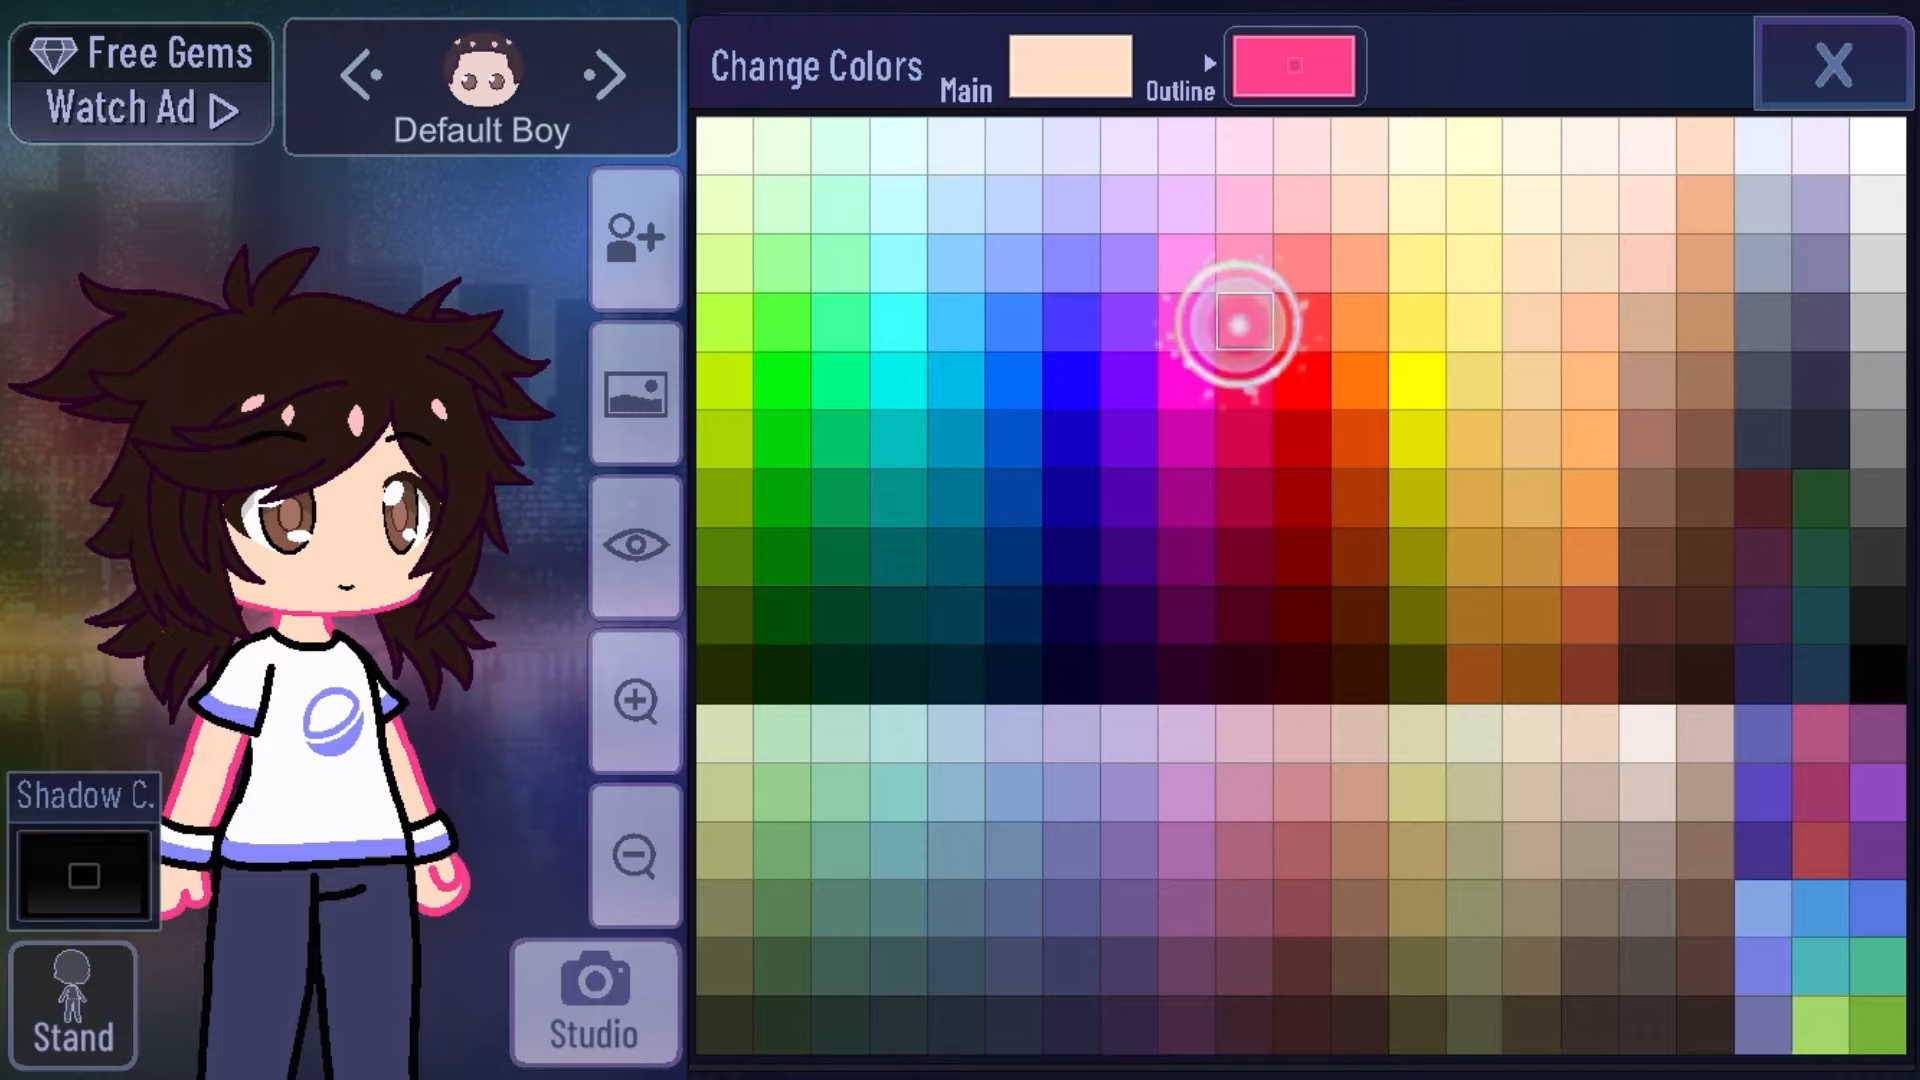 Free Gems
Watch Ad
Default Boy
Change Colors
Main
Outline
X
Shadow C.
Stand
Studio